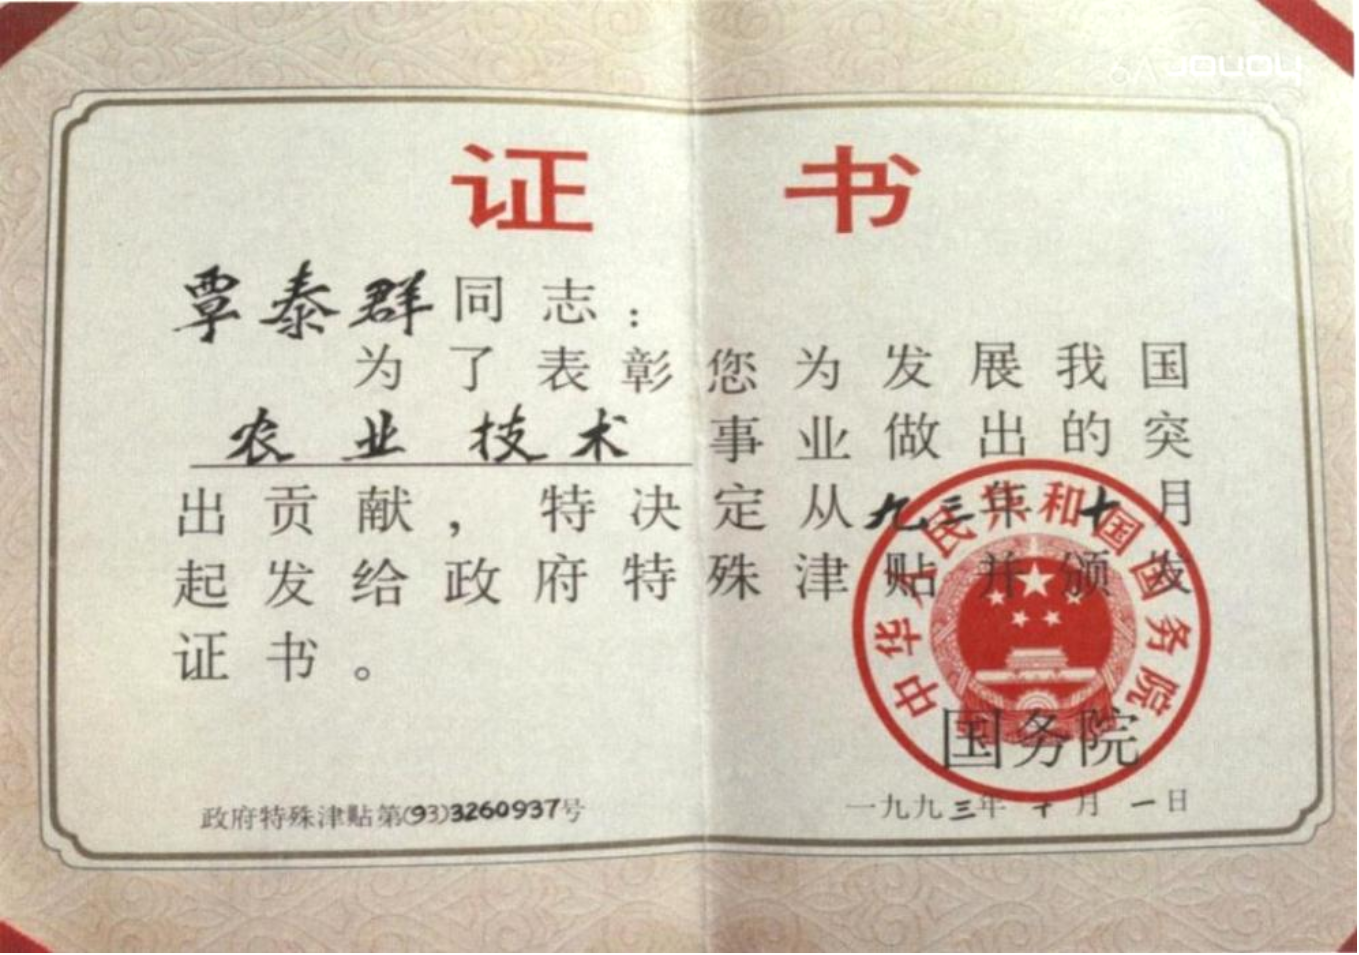 证书
覃泰群同志：
为了表彰您为发展我国
农业技术事业做出的突
出贡献，特决定从九三年十月
起发给政府特殊津贴并颁发
证书。
中华人民共和国国务院
国务院
政府特殊津贴第(93)3260937号
一九九三年十月一日